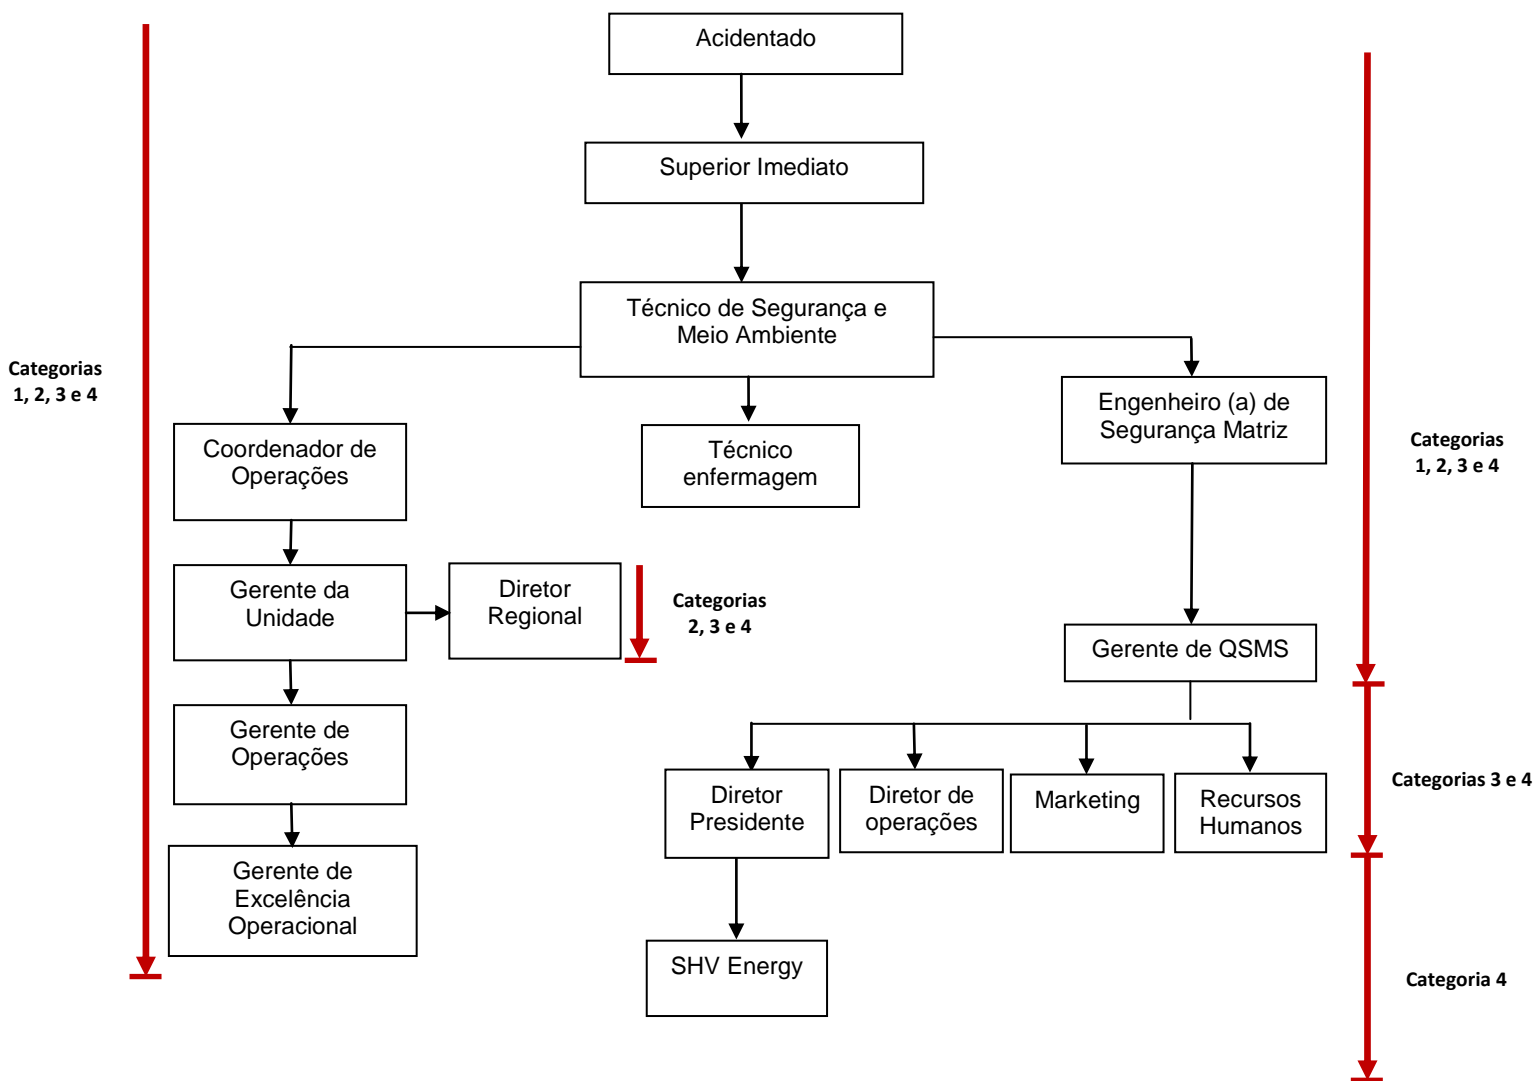 Acidentado
Superior Imediato
Técnico de Segurança e
Meio Ambiente
Categorias
1, 2, 3 e 4
Engenheiro (a) de
Segurança Matriz
Coordenador de
Operações
Técnico
enfermagem
Categorias
1, 2, 3 e 4
Gerente da
Unidade
Diretor
Regional
Categorias
2, 3 e 4
Gerente de QSMS
Gerente de
Operações
Diretor
Presidente
Diretor de
operações
Marketing
Recursos
Humanos
Categorias 3 e 4
Gerente de
Excelência
Operacional
SHV Energy
Categoria 4